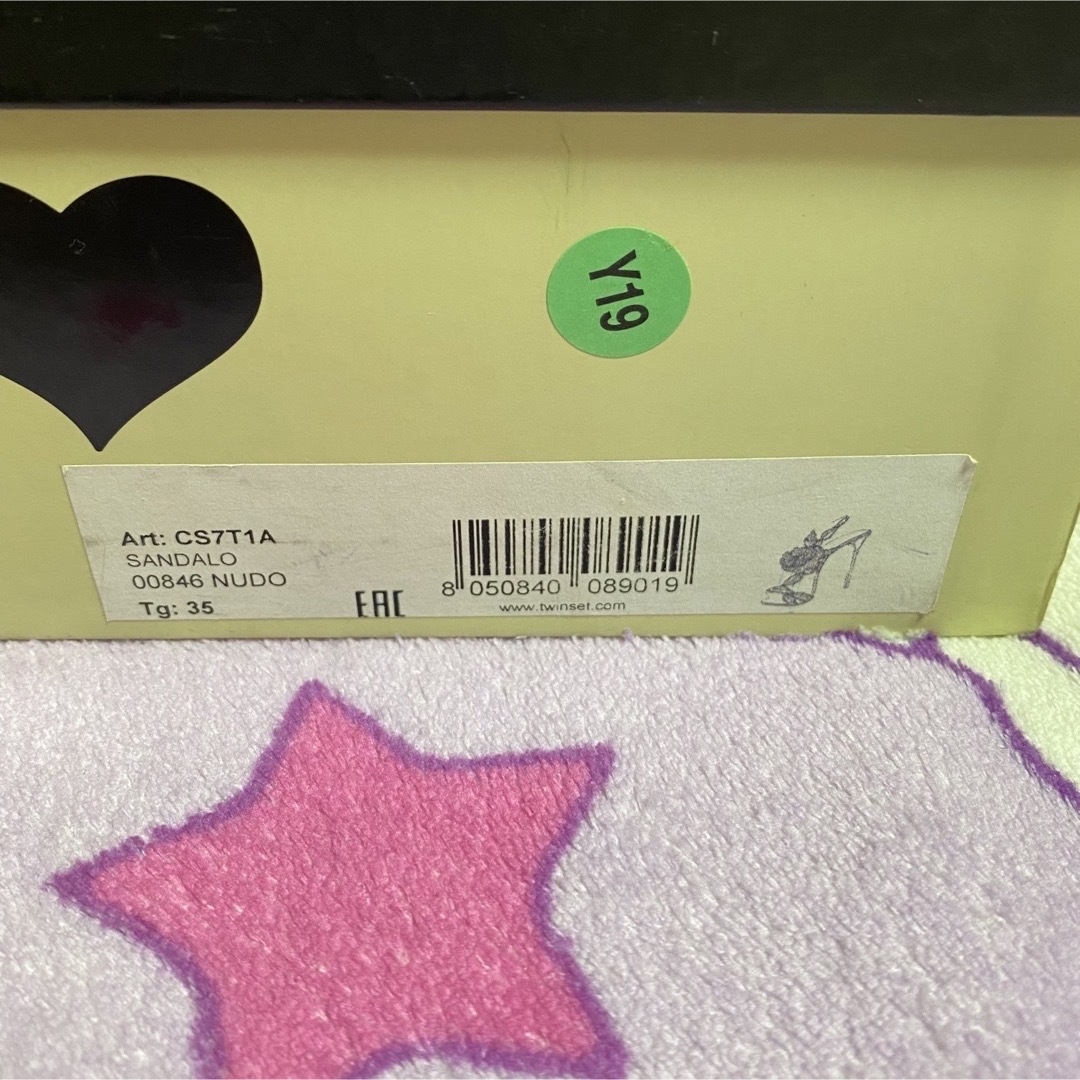 Y19
Art: CS7T1A
SANDALO
00846 NUDO
Tg: 35
EAC
8 050840 089019
www.twinset.com